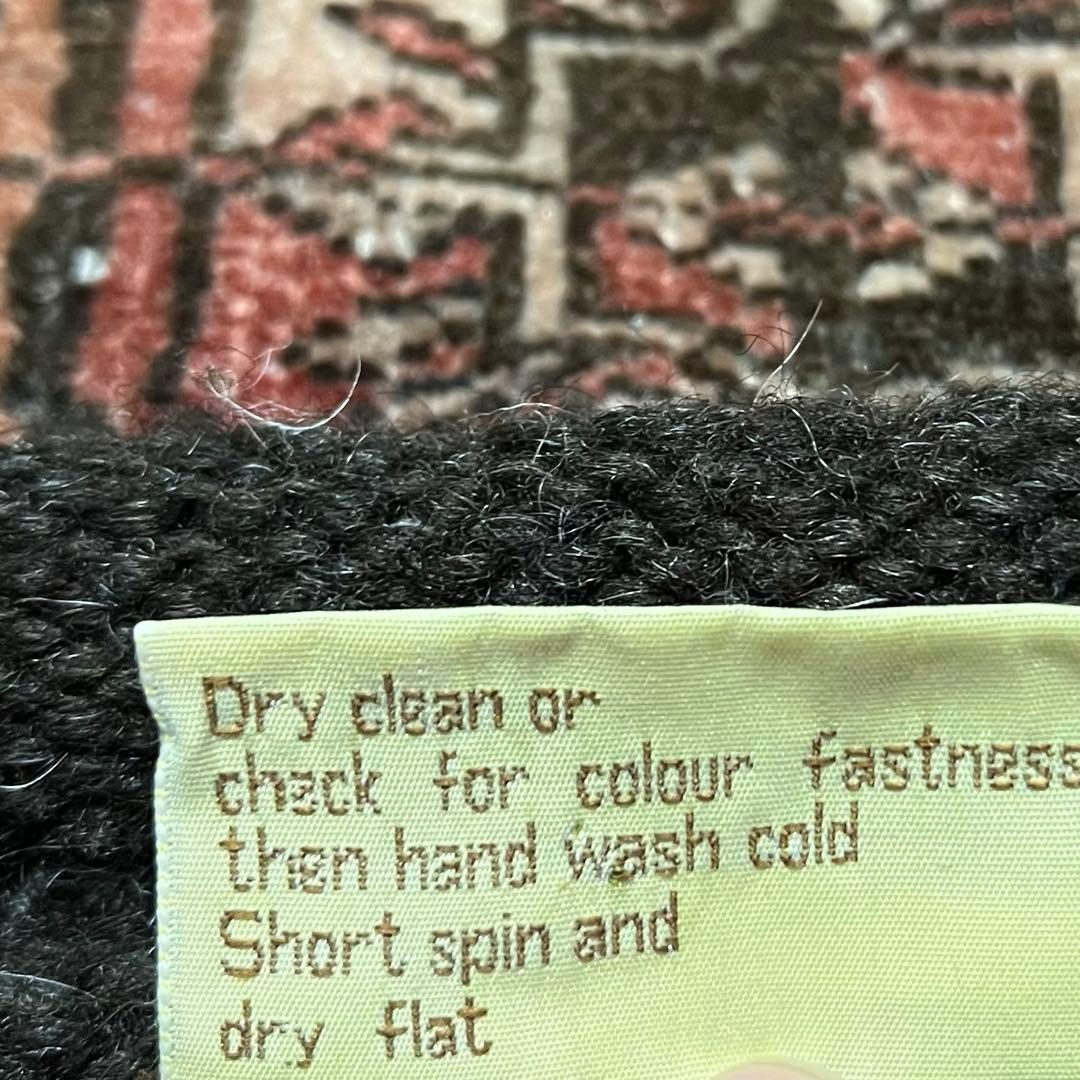 Dry clean or
check for colour fastness
then hand wash cold
Short spin and
dry flat